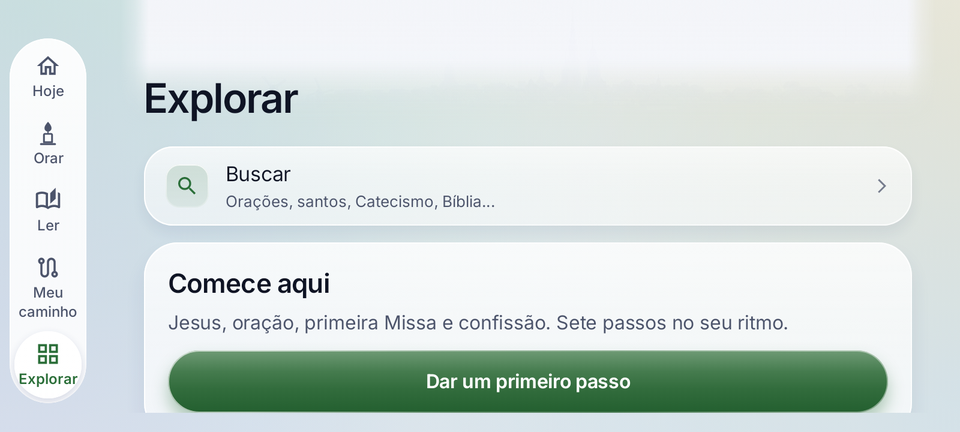 Hoje
Orar
Ler
Meu
caminho
Explorar
Explorar
Buscar
Orações, santos, Catecismo, Bíblia...
Comece aqui
Jesus, oração, primeira Missa e confissão. Sete passos no seu ritmo.
Dar um primeiro passo